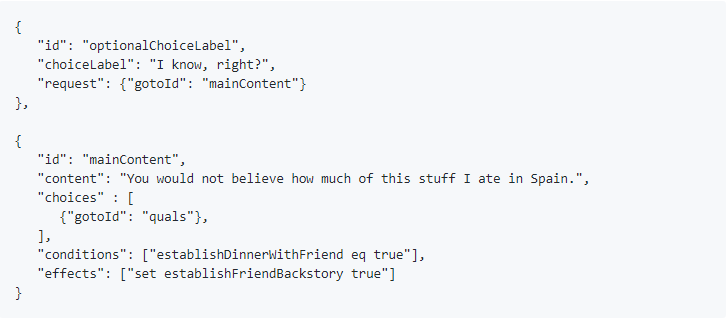 {
"id": "optionalChoiceLabel",
"choiceLabel": "I know, right?",
"request": {"gotoId": "mainContent"}
},
{
"id": "mainContent",
"content": "You would not believe how much of this stuff I ate in Spain.",
"choices" : [
{"gotoId": "quals"},
],
"conditions": ["establishDinnerWithFriend eq true"],
"effects": ["set establishFriendBackstory true"]
}